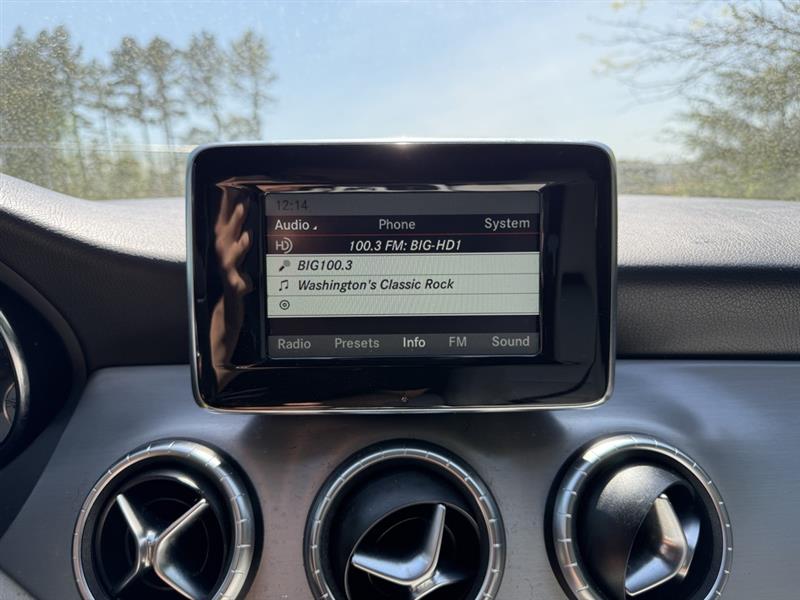 12:14
Audio Phone System
HD 100.3 FM: BIG-HD1
BIG100.3
Washington's Classic Rock
Radio Presets Info FM Sound